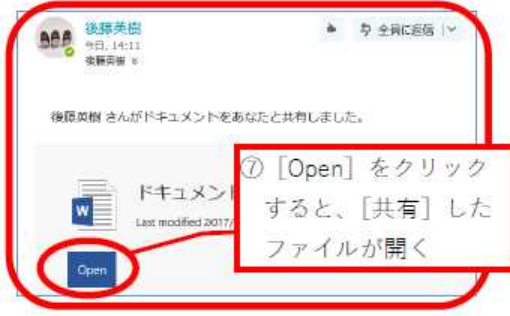 後藤英樹
今日, 14:11
後藤英樹 ≫
全員に返信 |
後藤英樹 さんがドキュメントをあなたと共有しました。
ドキュメント
Last modified 2017/
Open
⑦ [Open] をクリック
すると、[共有] した
ファイルが開く